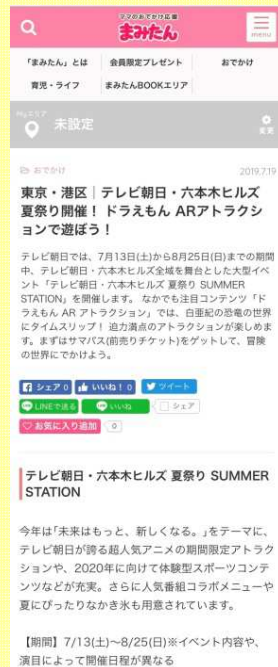 ママのおでかけ応援
まみたん
menu
「まみたん」とは 会員限定プレゼント おでかけ
育児・ライフ まみたんBOOKエリア
Myエリア
未設定
変更
おでかけ 2019.7.19
東京・港区｜テレビ朝日・六本木ヒルズ
夏祭り開催！ ドラえもん ARアトラクシ
ョンで遊ぼう！
テレビ朝日では、7月13日(土)から8月25日(日)までの期間
中、テレビ朝日・六本木ヒルズ全域を舞台とした大型イベ
ント「テレビ朝日・六本木ヒルズ 夏祭り SUMMER
STATION」を開催します。 なかでも注目コンテンツ「ド
ラえもん AR アトラクション」では、白亜紀の恐竜の世界
にタイムスリップ！ 迫力満点のアトラクションが楽しめま
す。まずはサマパス(前売りチケット)をゲットして、冒険
の世界にでかけよう。
シェア 0 いいね！ 0 ツイート
LINEで送る いいね シェア
お気に入り追加 0
テレビ朝日・六本木ヒルズ 夏祭り SUMMER
STATION
今年は「未来はもっと、新しくなる。」をテーマに、
テレビ朝日が誇る超人気アニメの期間限定アトラク
ションや、2020年に向けて体験型スポーツコンテ
ンツなどが充実。さらに人気番組コラボメニューや
夏にぴったりなかき氷も用意されています。
【期間】7/13(土)～8/25(日)※イベント内容や、
演目によって開催日程が異なる